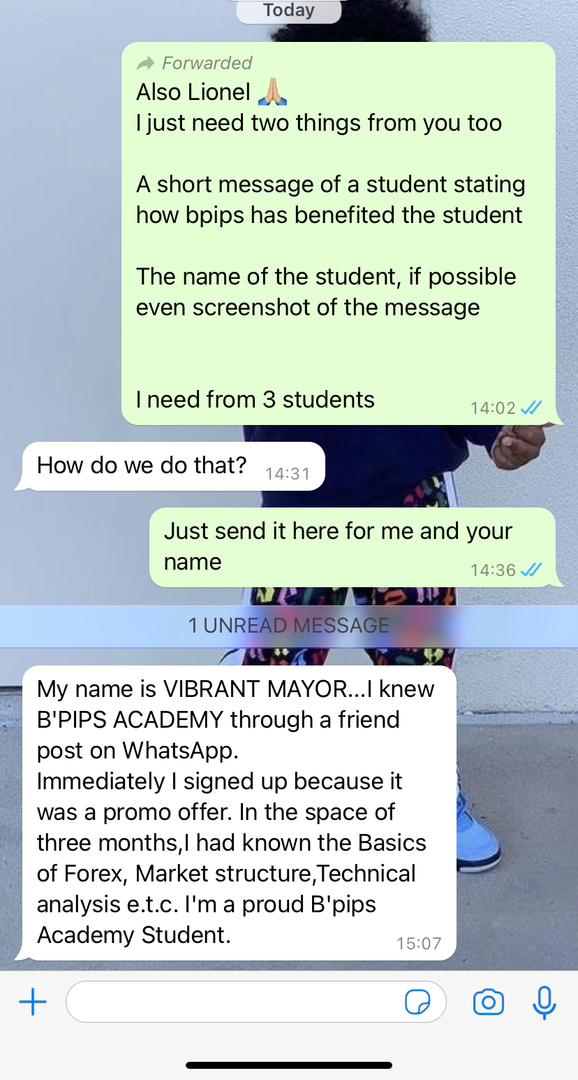 Today
Forwarded
Also Lionel 🙏🏼
I just need two things from you too
A short message of a student stating
how bpips has benefited the student
The name of the student, if possible
even screenshot of the message
I need from 3 students
14:02
How do we do that?
14:31
Just send it here for me and your
name
14:36
1 UNREAD MESSAGE
My name is VIBRANT MAYOR...I knew
B'PIPS ACADEMY through a friend
post on WhatsApp.
Immediately I signed up because it
was a promo offer. In the space of
three months,I had known the Basics
of Forex, Market structure,Technical
analysis e.t.c. I'm a proud B'pips
Academy Student.
15:07